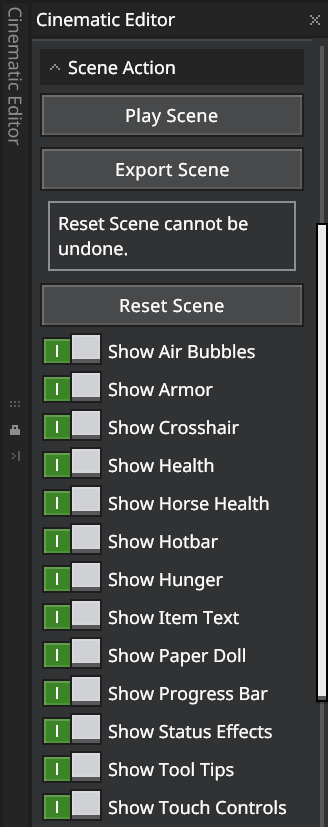 Cinematic Editor
Cinematic Editor
Scene Action
Play Scene
Export Scene
Reset Scene cannot be
undone.
Reset Scene
Show Air Bubbles
Show Armor
Show Crosshair
Show Health
Show Horse Health
Show Hotbar
Show Hunger
Show Item Text
Show Paper Doll
Show Progress Bar
Show Status Effects
Show Tool Tips
Show Touch Controls